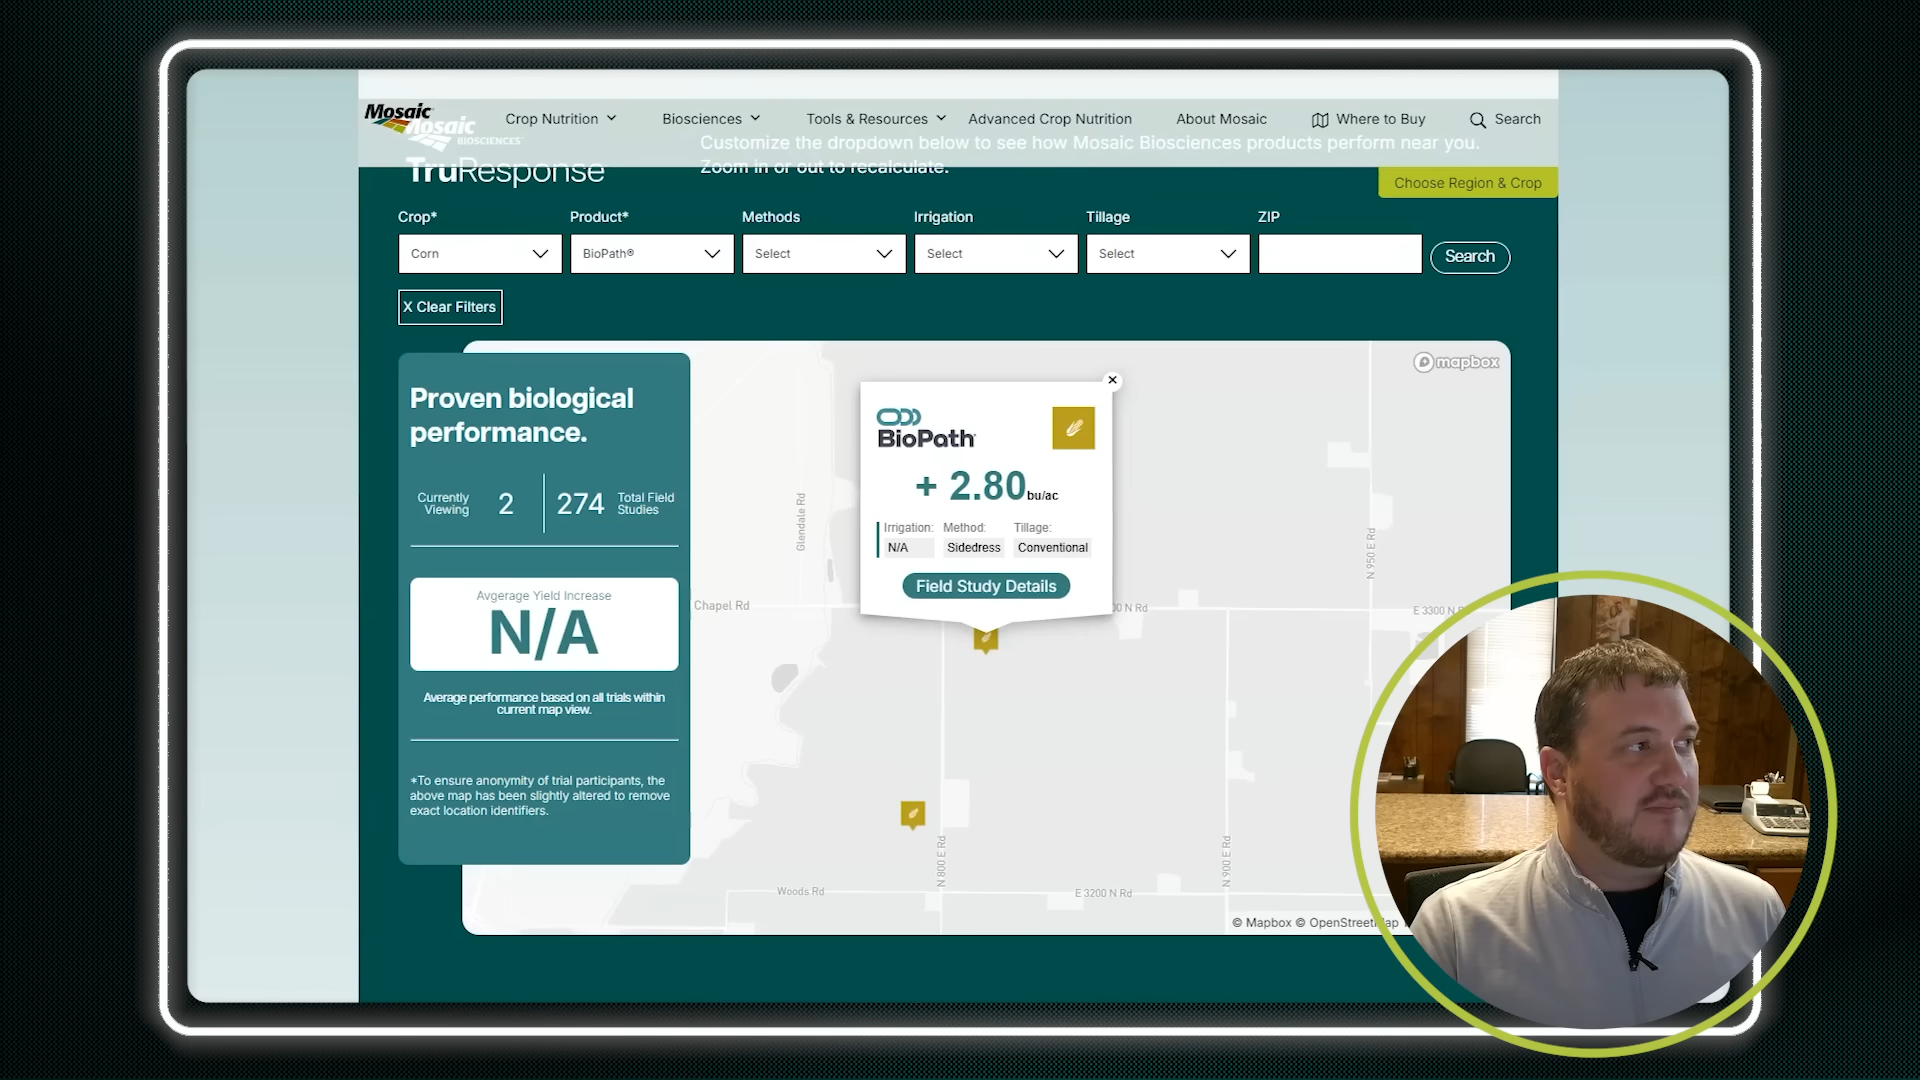 Mosaic
Crop Nutrition
Biosciences
Tools & Resources
Advanced Crop Nutrition
About Mosaic
Where to Buy
Search
Mosaic
BIOSCIENCES
TruResponse
Customize the dropdown below to see how Mosaic Biosciences products perform near you.
Zoom in or out to recalculate.
Choose Region & Crop
Crop*
Product*
Methods
Irrigation
Tillage
ZIP
Corn
BioPath®
Select
Select
Select
Search
X Clear Filters
Proven biological
performance.
Currently
Viewing
2
274
Total Field
Studies
Avgerage Yield Increase
N/A
Average performance based on all trials within
current map view.
*To ensure anonymity of trial participants, the
above map has been slightly altered to remove
exact location identifiers.
mapbox
BioPath
+ 2.80 bu/ac
Irrigation:
Method:
Tillage:
N/A
Sidedress
Conventional
Field Study Details
Glendale Rd
Chapel Rd
N 950 E Rd
00 N Rd
E 3300 N R
N 800 E Rd
N 900 E Rd
Woods Rd
E 3200 N Rd
© Mapbox © OpenStreetMap